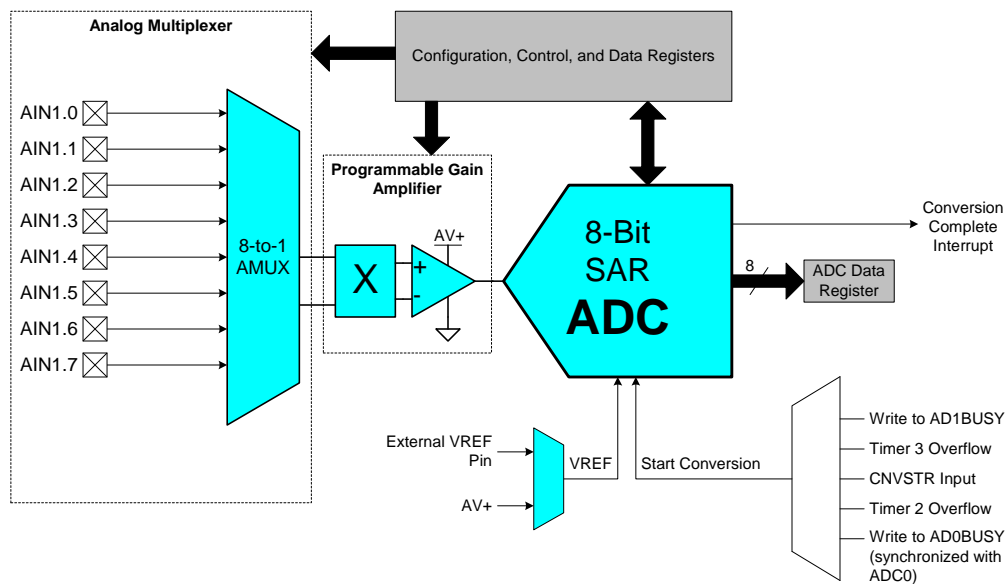 Analog Multiplexer
Configuration, Control, and Data Registers
AIN1.0
AIN1.1
AIN1.2
AIN1.3
AIN1.4
AIN1.5
AIN1.6
AIN1.7
8-to-1
AMUX
Programmable Gain
Amplifier
X
+
-
AV+
8-Bit
SAR
ADC
Conversion
Complete
Interrupt
8
ADC Data
Register
External VREF
Pin
AV+
VREF
Start Conversion
Write to AD1BUSY
Timer 3 Overflow
CNVSTR Input
Timer 2 Overflow
Write to AD0BUSY
(synchronized with
ADC0)